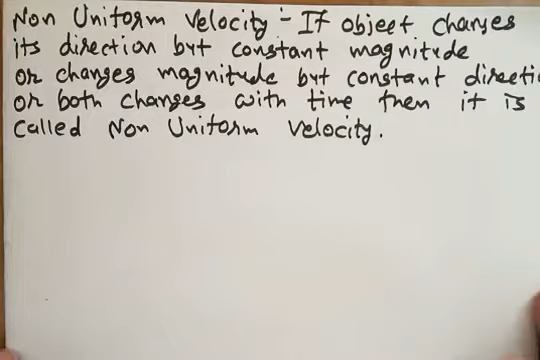 Non Uniform Velocity :- If object changes
its direction but constant magnitude
or changes magnitude but constant directi
or both changes with time then it is
called Non Uniform Velocity.